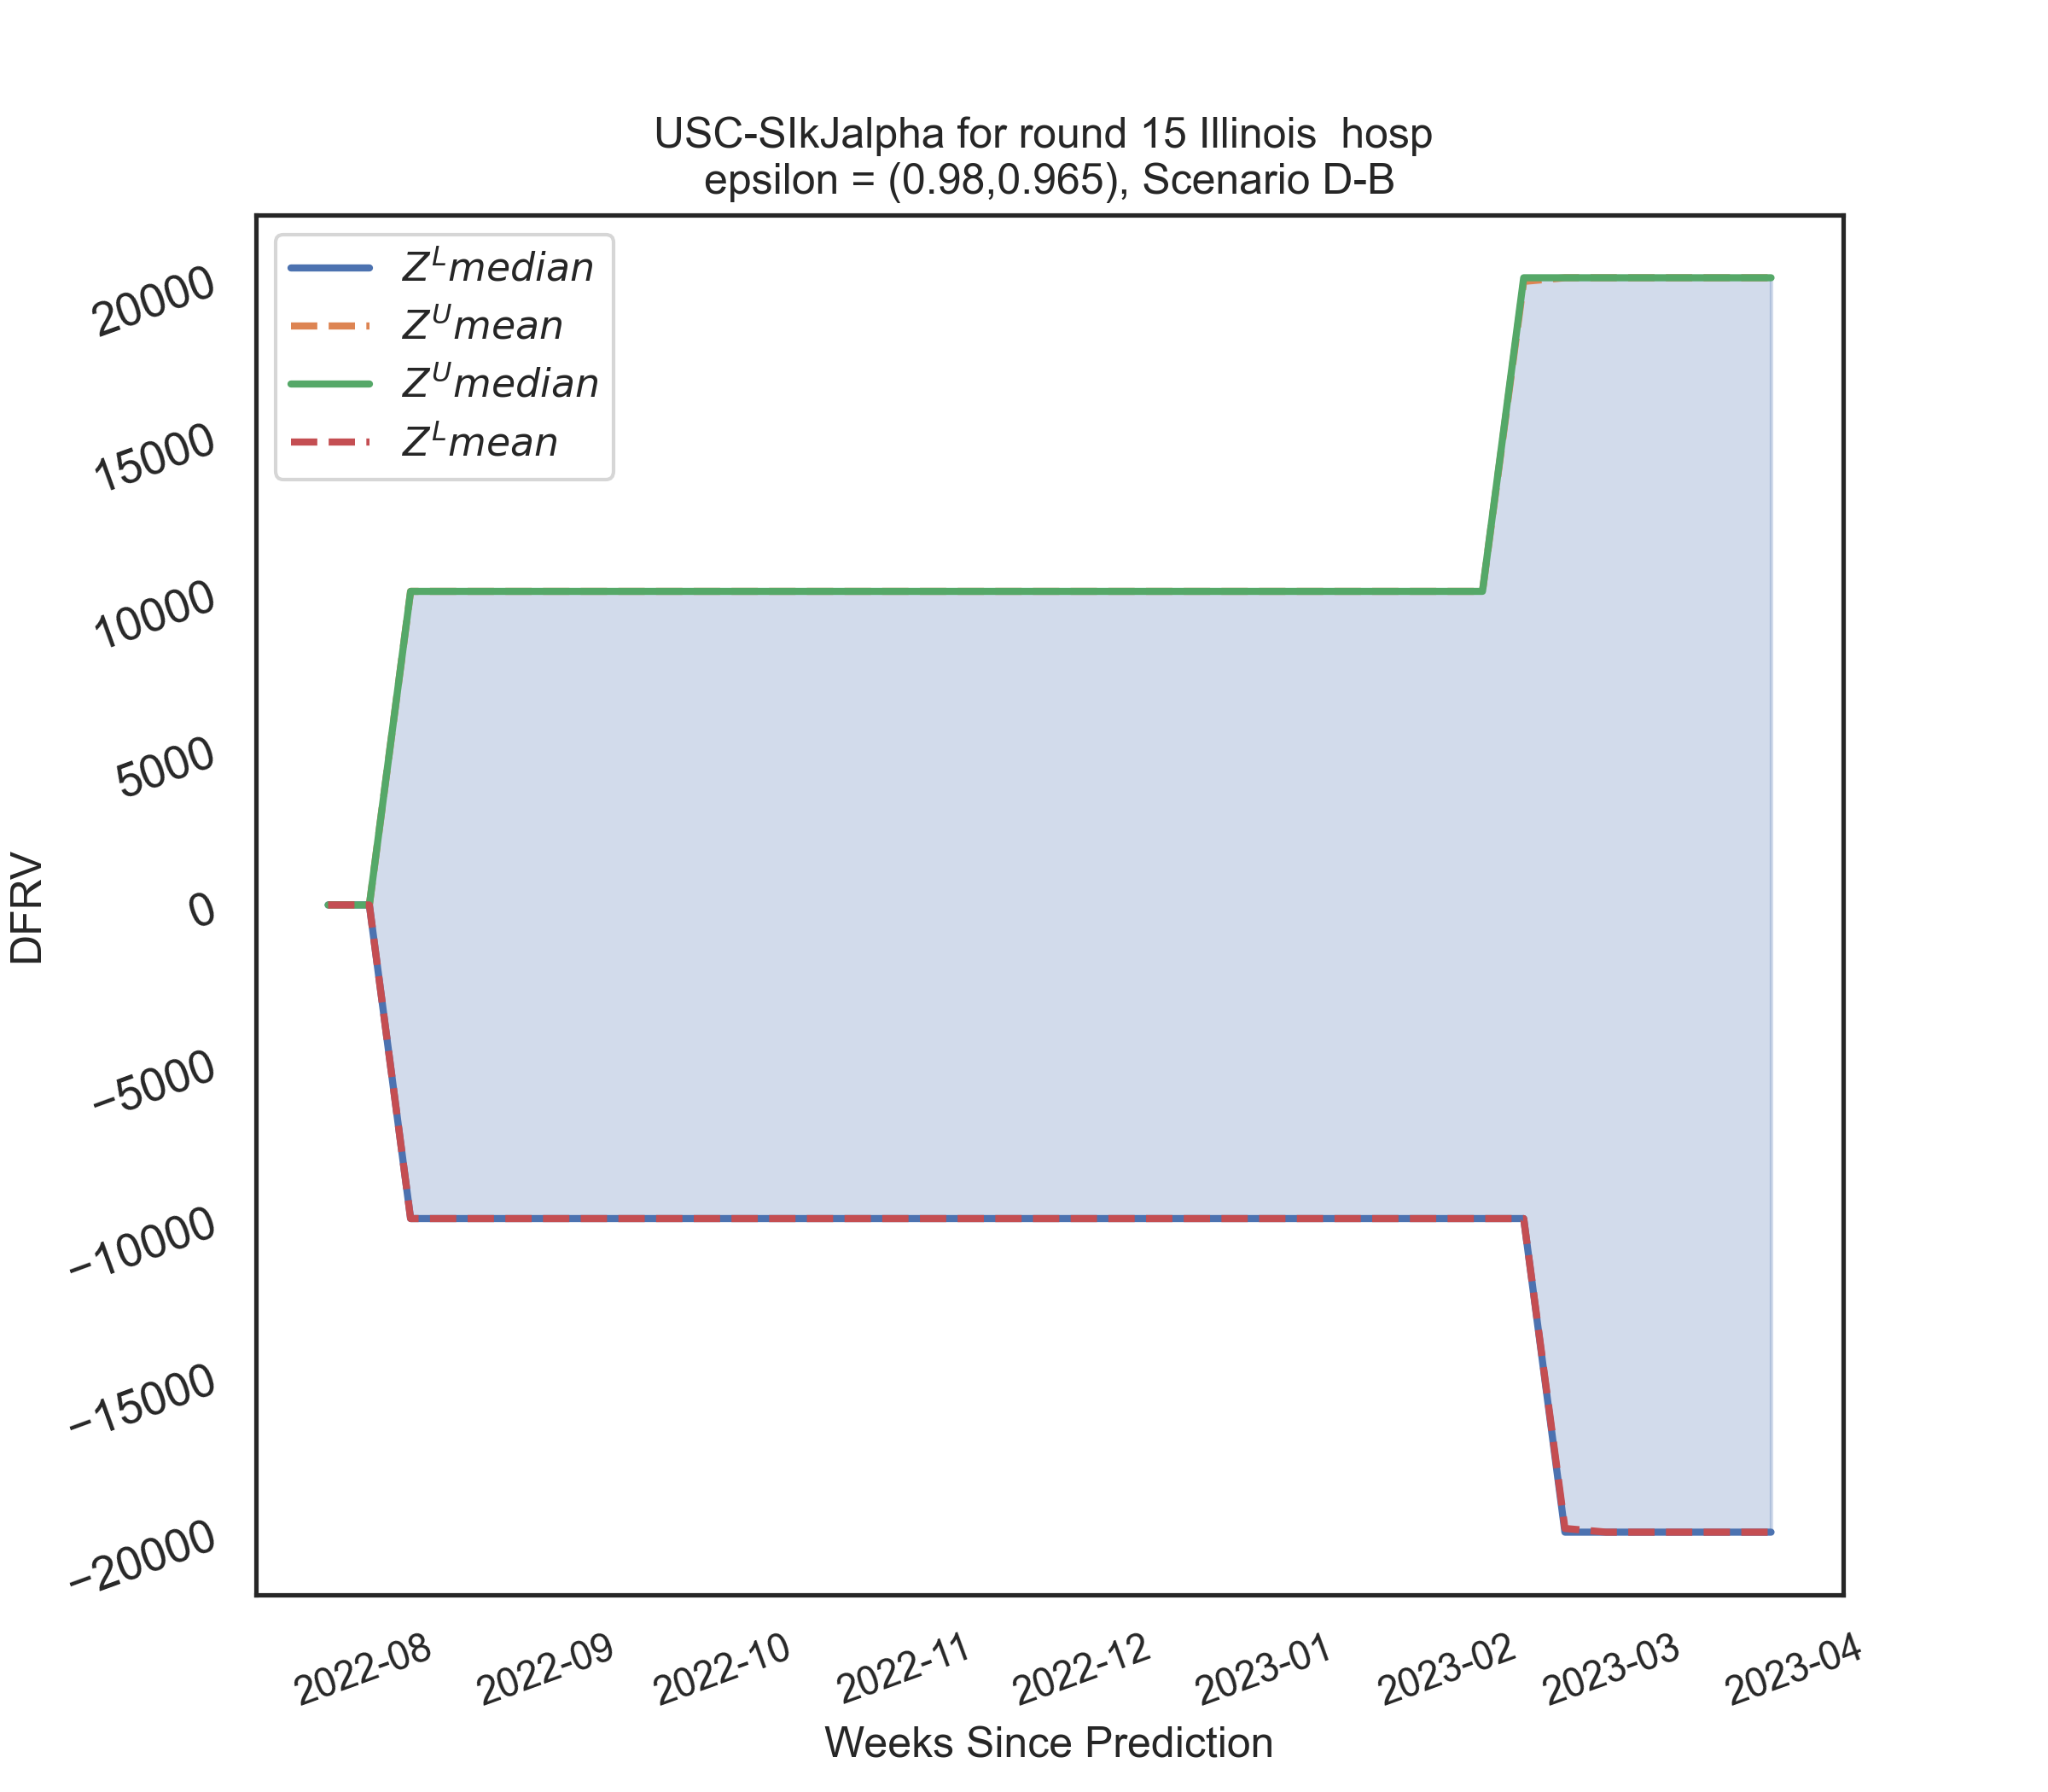 USC-SIkJalpha for round 15 Illinois  hosp
epsilon = (0.98,0.965), Scenario D-B
Z^L median
Z^U mean
Z^U median
Z^L mean
20000
15000
10000
5000
0
−5000
−10000
−15000
−20000
DFRV
2022-08 2022-09 2022-10 2022-11 2022-12 2023-01 2023-02 2023-03 2023-04
Weeks Since Prediction